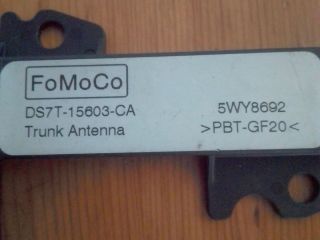 FoMoCo
DS7T-15603-CA 5WY8692
Trunk Antenna >PBT-GF20<